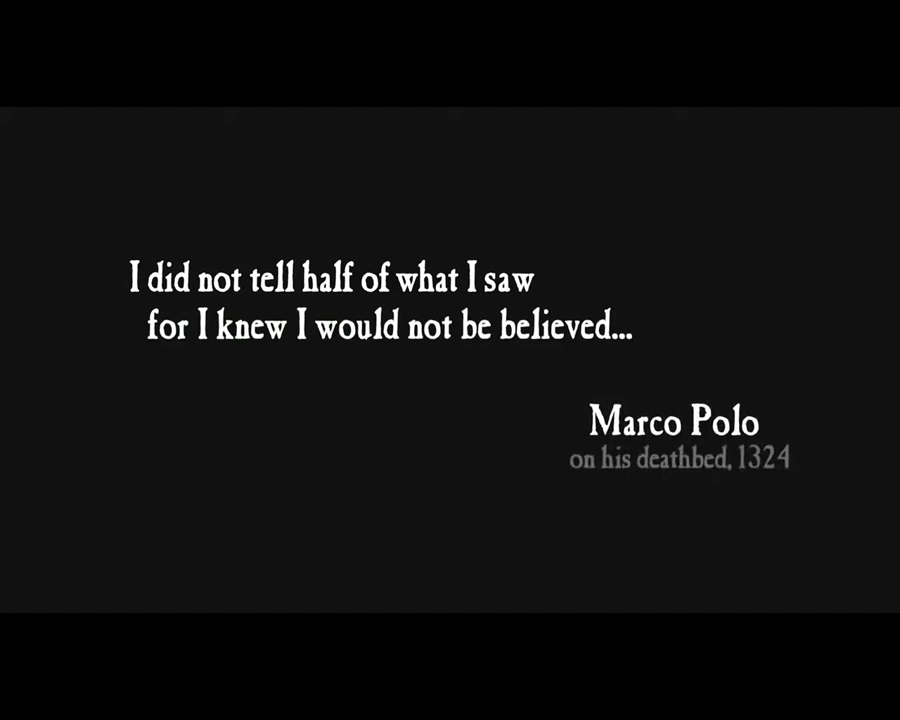 I did not tell half of what I saw
for I knew I would not be believed...
Marco Polo
on his deathbed, 1324